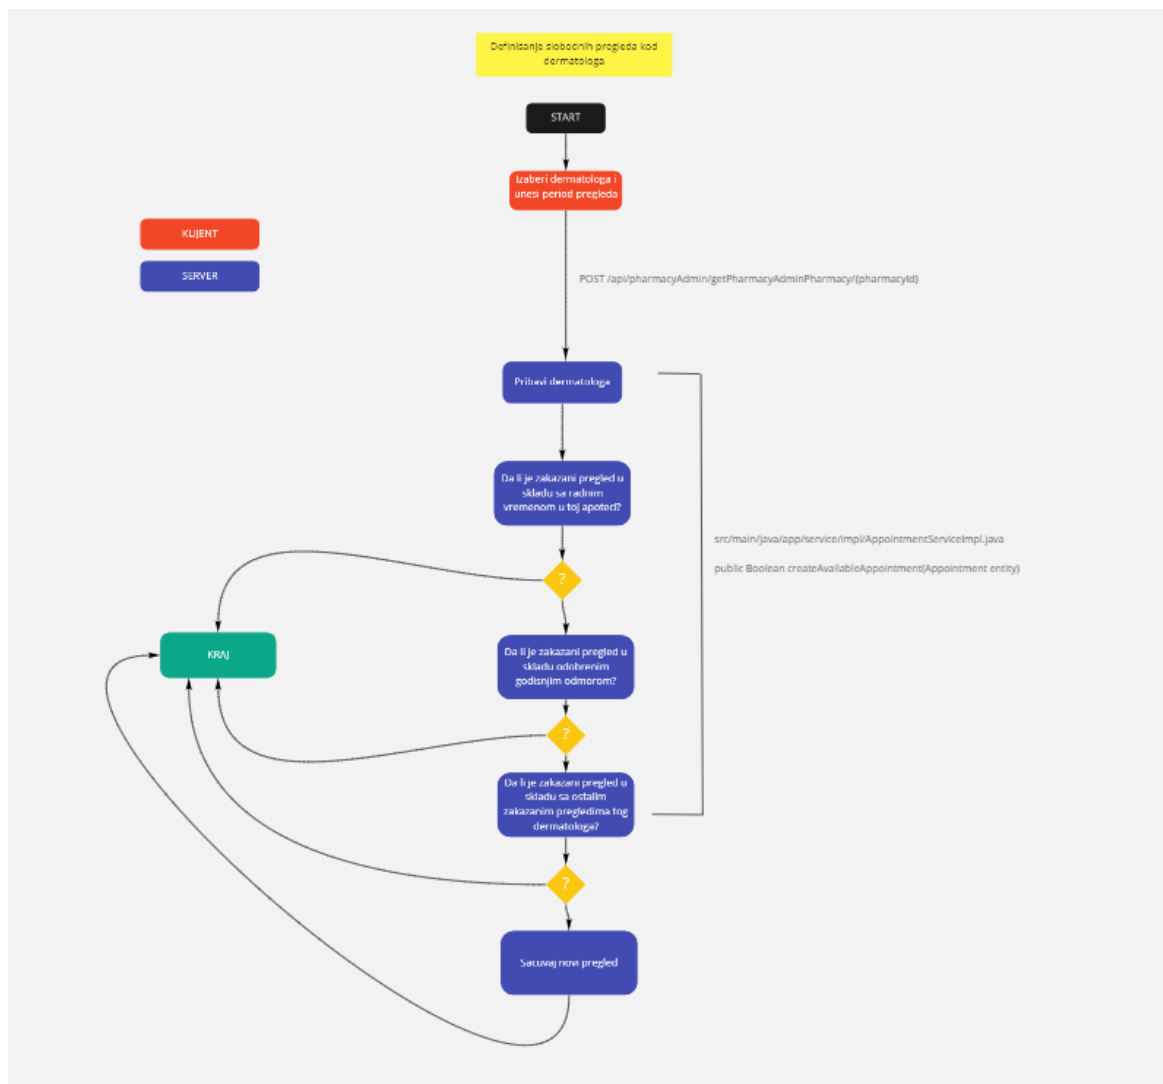 Definisanje slobodnih pregleda kod
dermatologa
START
Izaberi dermatologa i
unesi period pregleda
KLIJENT
SERVER
POST /api/pharmacyAdmin/getPharmacyAdminPharmacy/{pharmacyId}
Pribavi dermatologa
Da li je zakazani pregled u
skladu sa radnim
vremenom u toj apoteci?
src/main/java/app/service/impl/AppointmentServiceImpl.java
public Boolean createAvailableAppointment(Appointment entity)
?
Da li je zakazani pregled u
skladu odobrenim
godisnjim odmorom?
KRAJ
?
Da li je zakazani pregled u
skladu sa ostalim
zakazanim pregledima tog
dermatologa?
?
Sacuvaj novi pregled